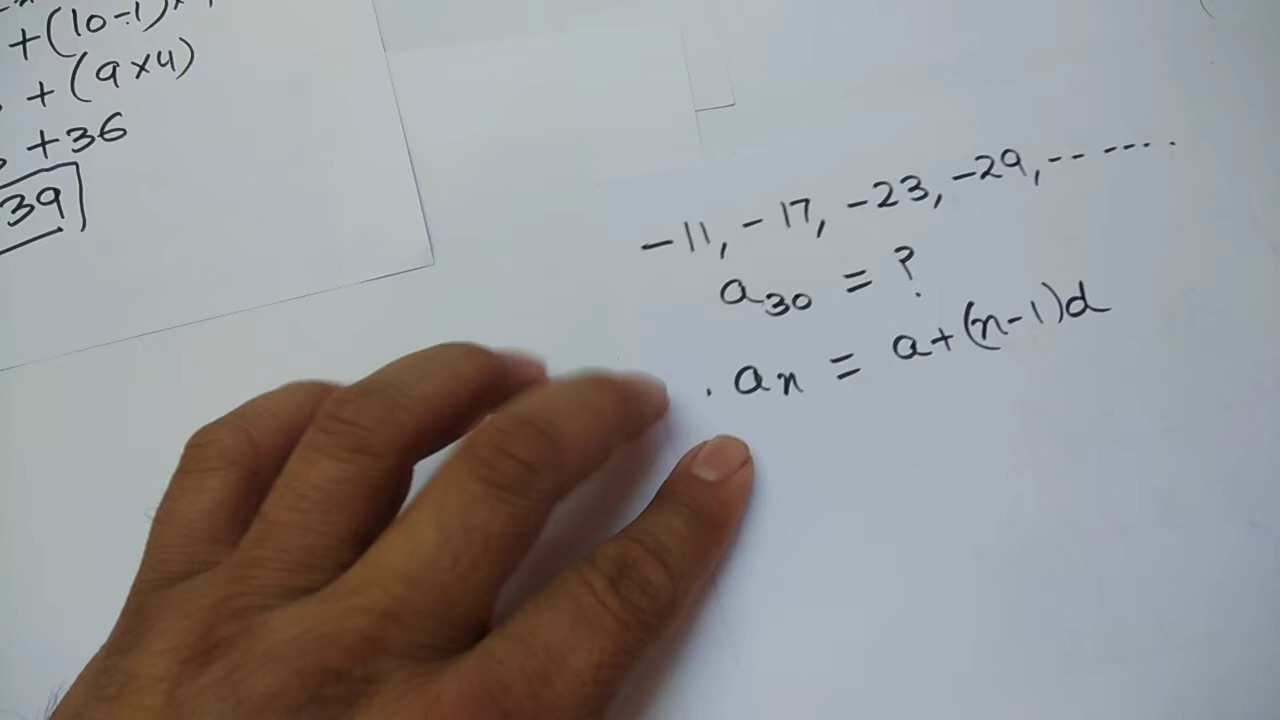 +(10-1)×
+(9×4)
+36
39
-11, -17, -23, -29, -- ----.
a30 = ?
. an = a+(n-1)d